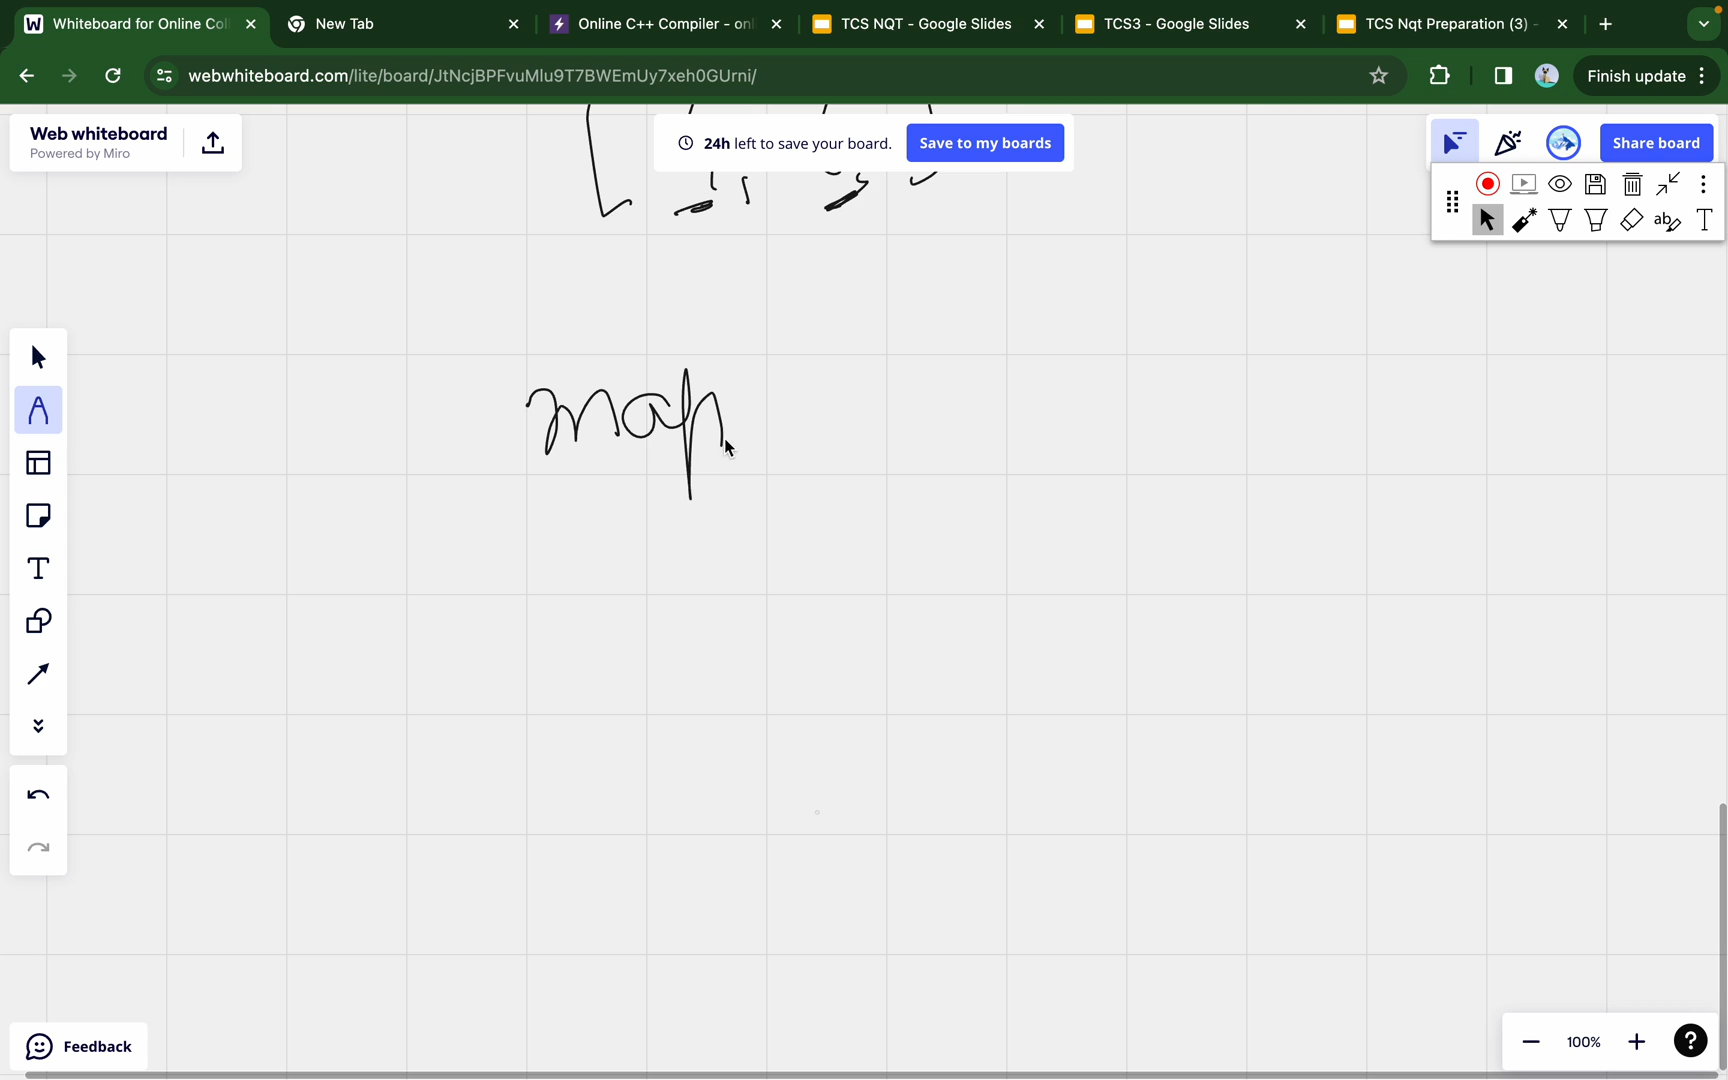 Whiteboard for Online Col
New Tab
Online C++ Compiler - onl
TCS NQT - Google Slides
TCS3 - Google Slides
TCS Nqt Preparation (3) -
webwhiteboard.com/lite/board/JtNcjBPFvuMlu9T7BWEmUy7xeh0GUrni/
Finish update
Web whiteboard
Powered by Miro
24h left to save your board.
Save to my boards
Share board
map
Feedback
100%